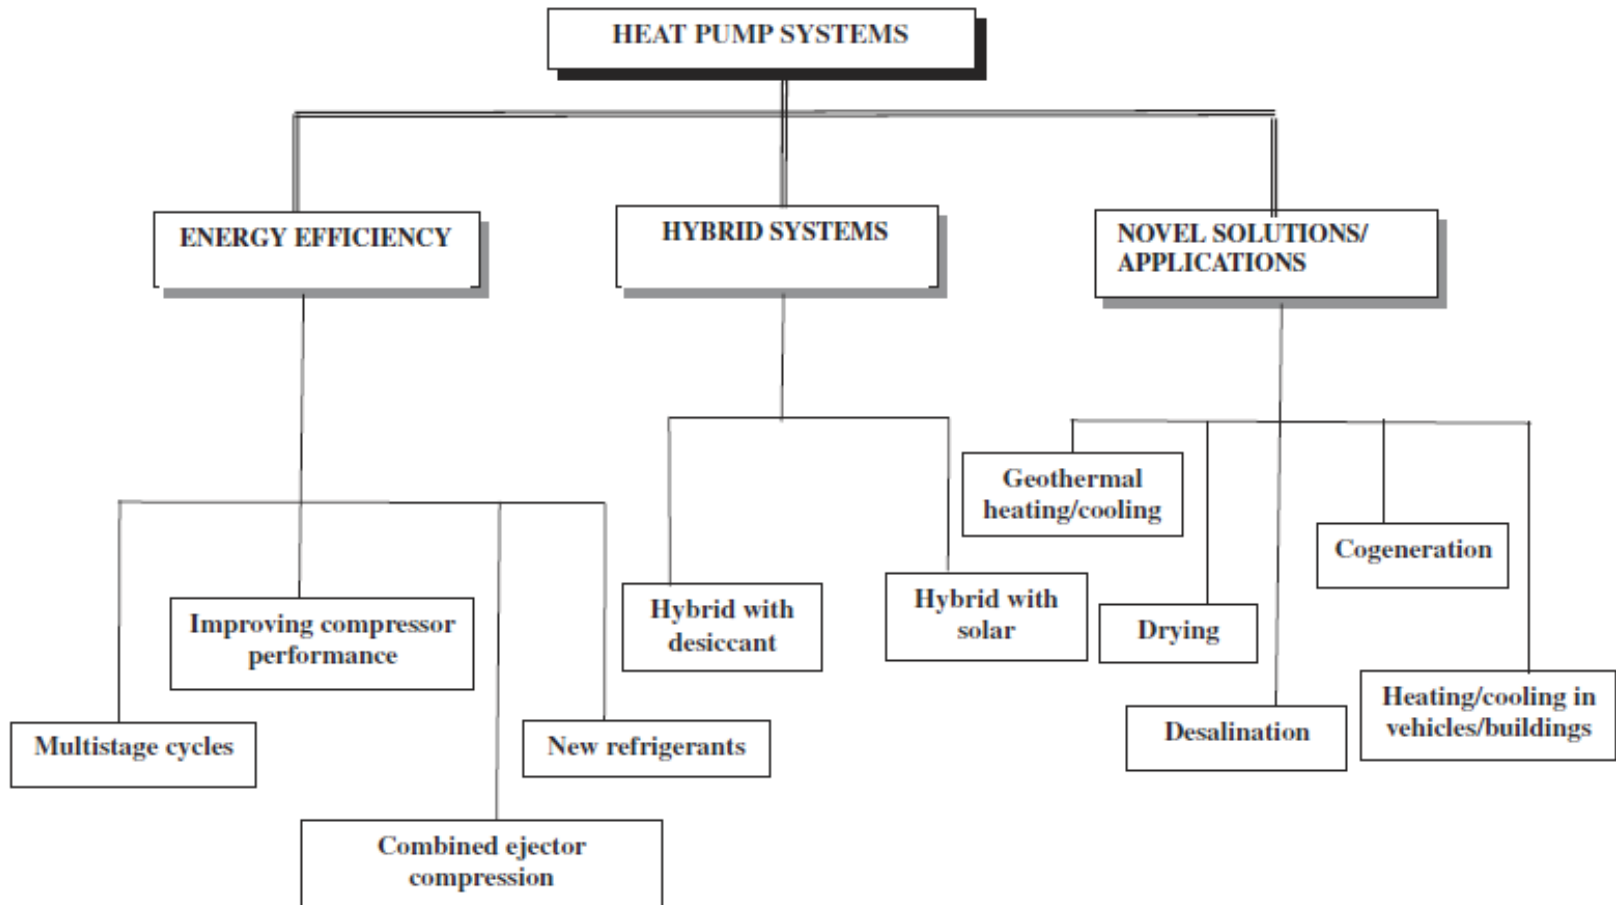 HEAT PUMP SYSTEMS
ENERGY EFFICIENCY
HYBRID SYSTEMS
NOVEL SOLUTIONS/
APPLICATIONS
Multistage cycles
Improving compressor
performance
Combined ejector
compression
New refrigerants
Hybrid with
desiccant
Hybrid with
solar
Geothermal
heating/cooling
Drying
Desalination
Cogeneration
Heating/cooling in
vehicles/buildings